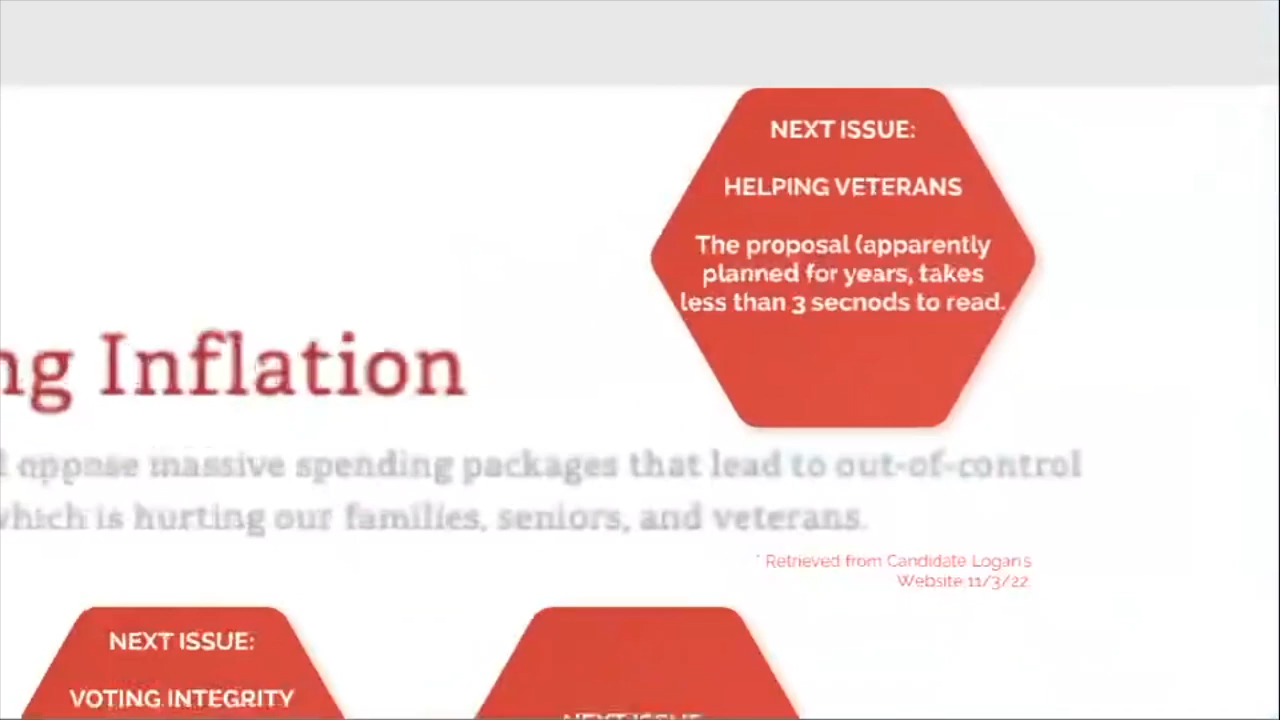 NEXT ISSUE:
HELPING VETERANS
The proposal (apparently
planned for years, takes
less than 3 secnods to read.
ng Inflation
oppose massive spending packages that lead to out-of-control
which is hurting our families, seniors, and veterans.
* Retrieved from Candidate Logan's
Website 11/3/22.
NEXT ISSUE:
VOTING INTEGRITY
NEXT ISSUE